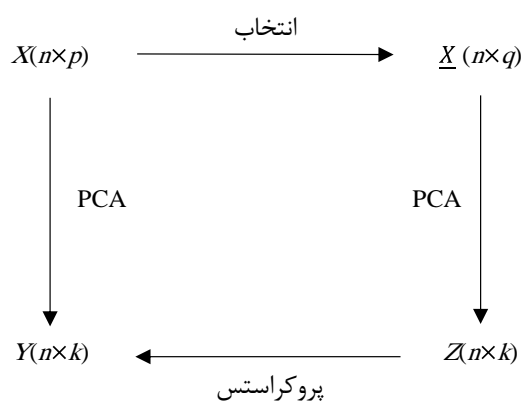 انتخاب
X(n×p)
X (n×q)
PCA
PCA
Y(n×k)
Z(n×k)
پروکراستس